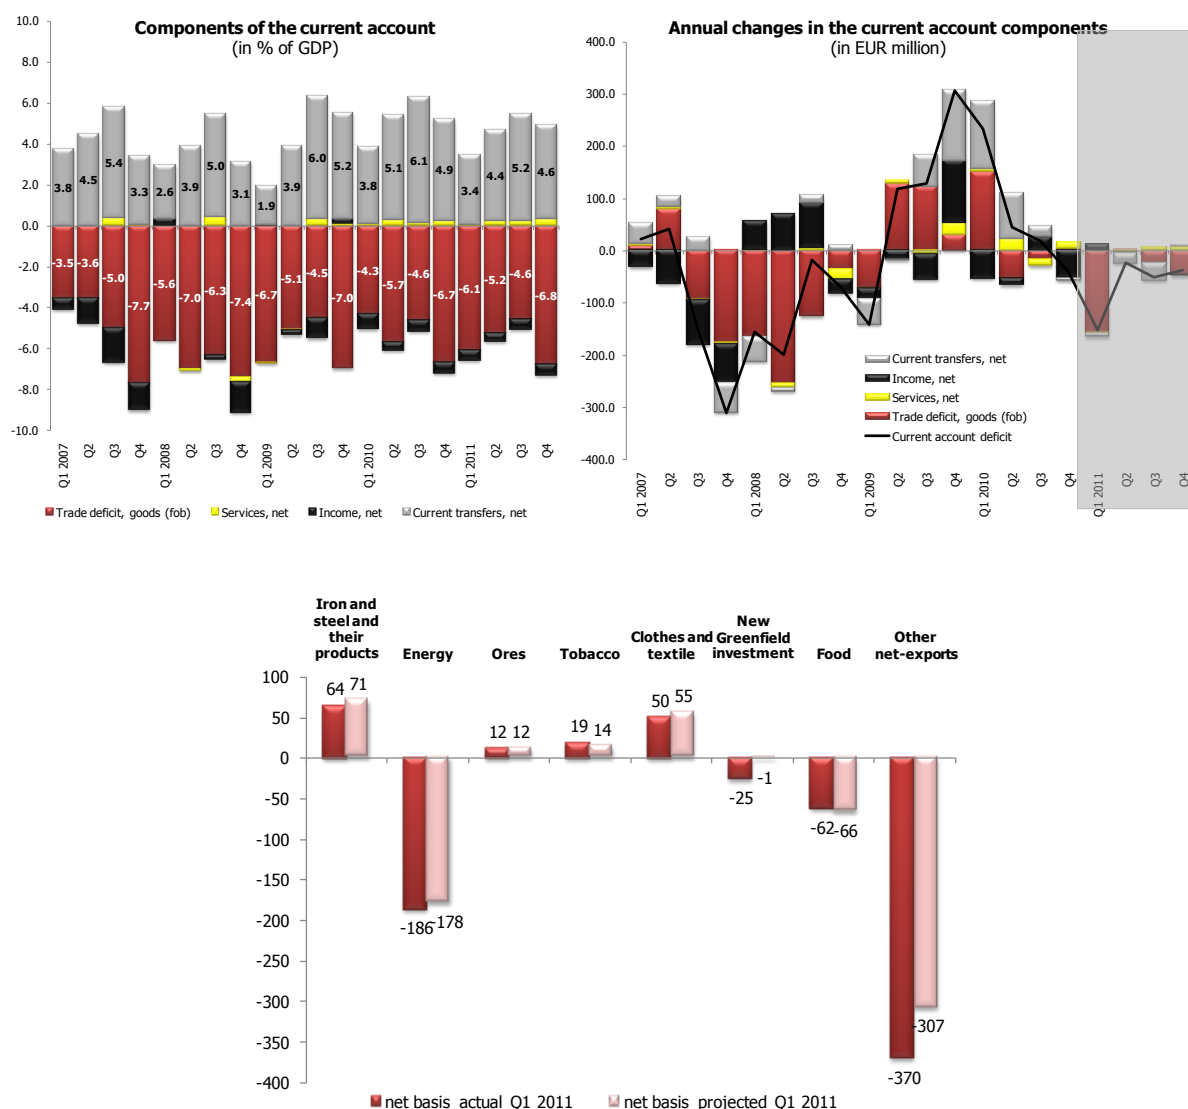 Components of the current account
(in % of GDP)
10.0
8.0
6.0
4.0
2.0
0.0
-2.0
-4.0
-6.0
-8.0
-10.0
3.8 4.5 5.4 3.3 2.6 3.9 5.0 3.1 1.9 3.9 6.0 5.2 3.8 5.1 6.1 4.9 3.4 4.4 5.2 4.6
-3.5 -3.6 -5.0 -7.7 -5.6 -7.0 -6.3 -7.4 -6.7 -5.1 -4.5 -7.0 -4.3 -5.7 -4.6 -6.7 -6.1 -5.2 -4.6 -6.8
Q1 2007 Q2 Q3 Q4 Q1 2008 Q2 Q3 Q4 Q1 2009 Q2 Q3 Q4 Q1 2010 Q2 Q3 Q4 Q1 2011 Q2 Q3 Q4
Trade deficit, goods (fob) Services, net Income, net Current transfers, net
Annual changes in the current account components
(in EUR million)
400.0
300.0
200.0
100.0
0.0
-100.0
-200.0
-300.0
-400.0
Current transfers, net
Income, net
Services, net
Trade deficit, goods (fob)
Current account deficit
Q1 2007 Q2 Q3 Q4 Q1 2008 Q2 Q3 Q4 Q1 2009 Q2 Q3 Q4 Q1 2010 Q2 Q3 Q4 Q1 2011 Q2 Q3 Q4
Iron and
steel and
their
products
Energy
Ores
Tobacco
Clothes and
textile
New
Greenfield
investment
Food
Other
net-exports
100
50
0
-50
-100
-150
-200
-250
-300
-350
-400
64 71
-186 -178
12 12
19 14
50 55
-25 -1
-62 -66
-370 -307
net basis actual Q1 2011 net basis projected Q1 2011